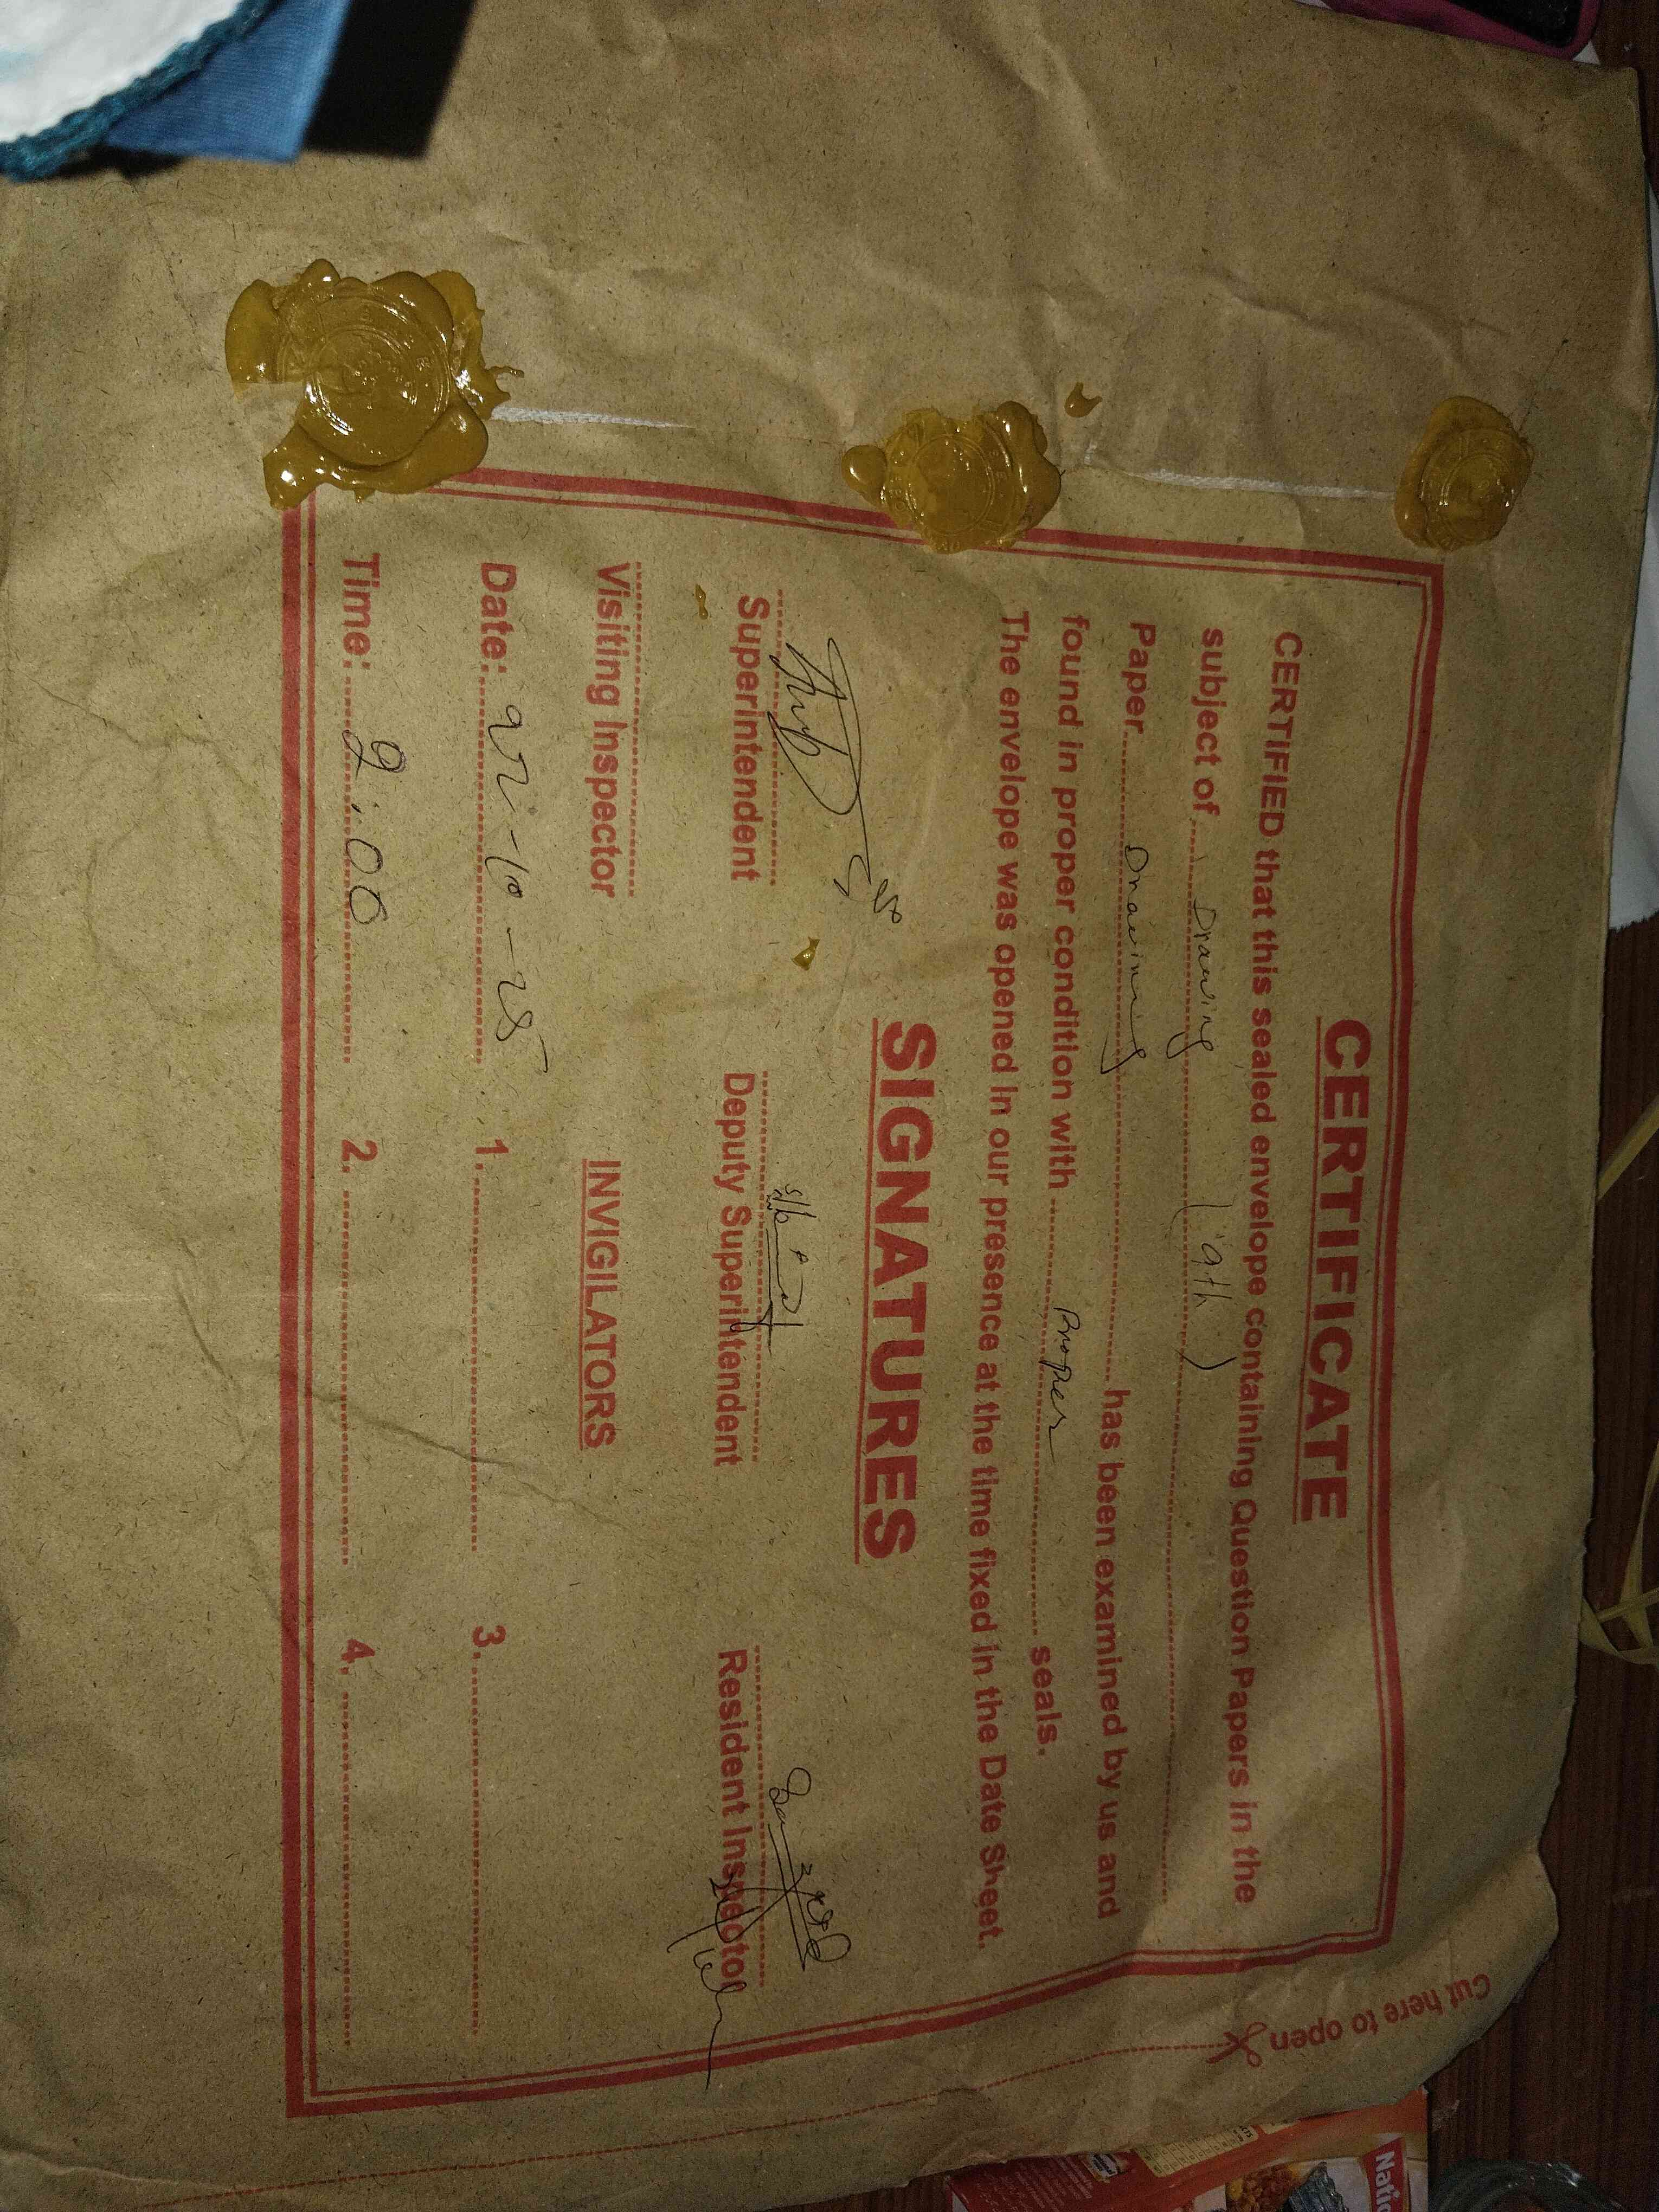 CERTIFICATE
CERTIFIED that this sealed envelope containing Question Papers in the
subject of Drawing (9th)
Paper Drawing has been examined by us and
found in proper condition with Proper seals.
The envelope was opened in our presence at the time fixed in the Date Sheet.
SIGNATURES
Superintendent Deputy Superintendent Resident Inspector
Visiting Inspector INVIGILATORS
Date: 1. 3.
Time: 2:00 2. 4.
Cut here to open